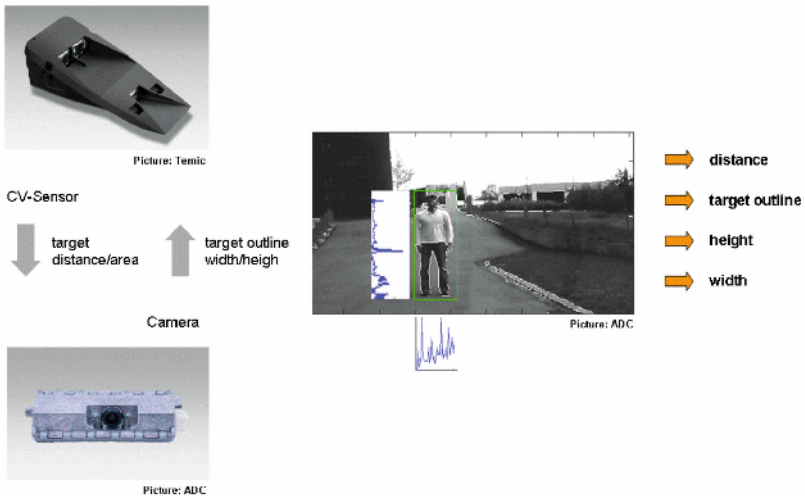 Picture: Temic
CV-Sensor
target
distance/area
target outline
width/heigh
Camera
Picture: ADC
Picture: ADC
distance
target outline
height
width